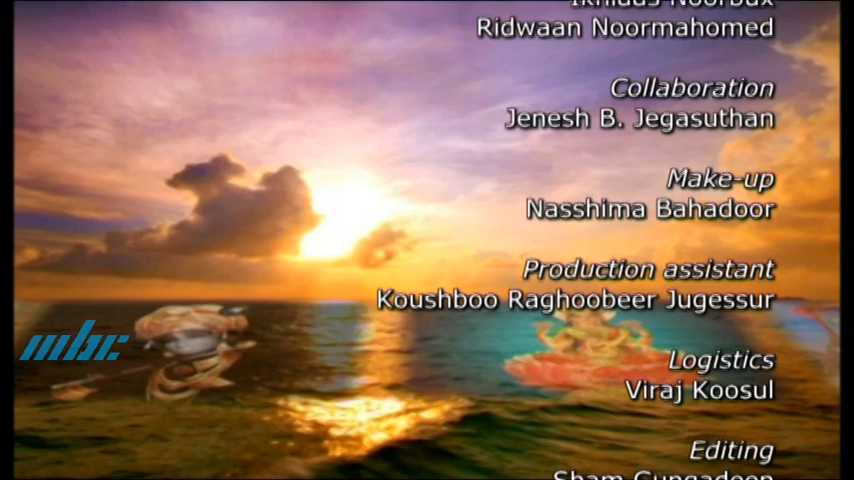 Ridwaan Noormahomed
Collaboration
Jenesh B. Jegasuthan
Make-up
Nasshima Bahadoor
Production assistant
Koushboo Raghoobeer Jugessur
mbc
Logistics
Viraj Koosul
Editing